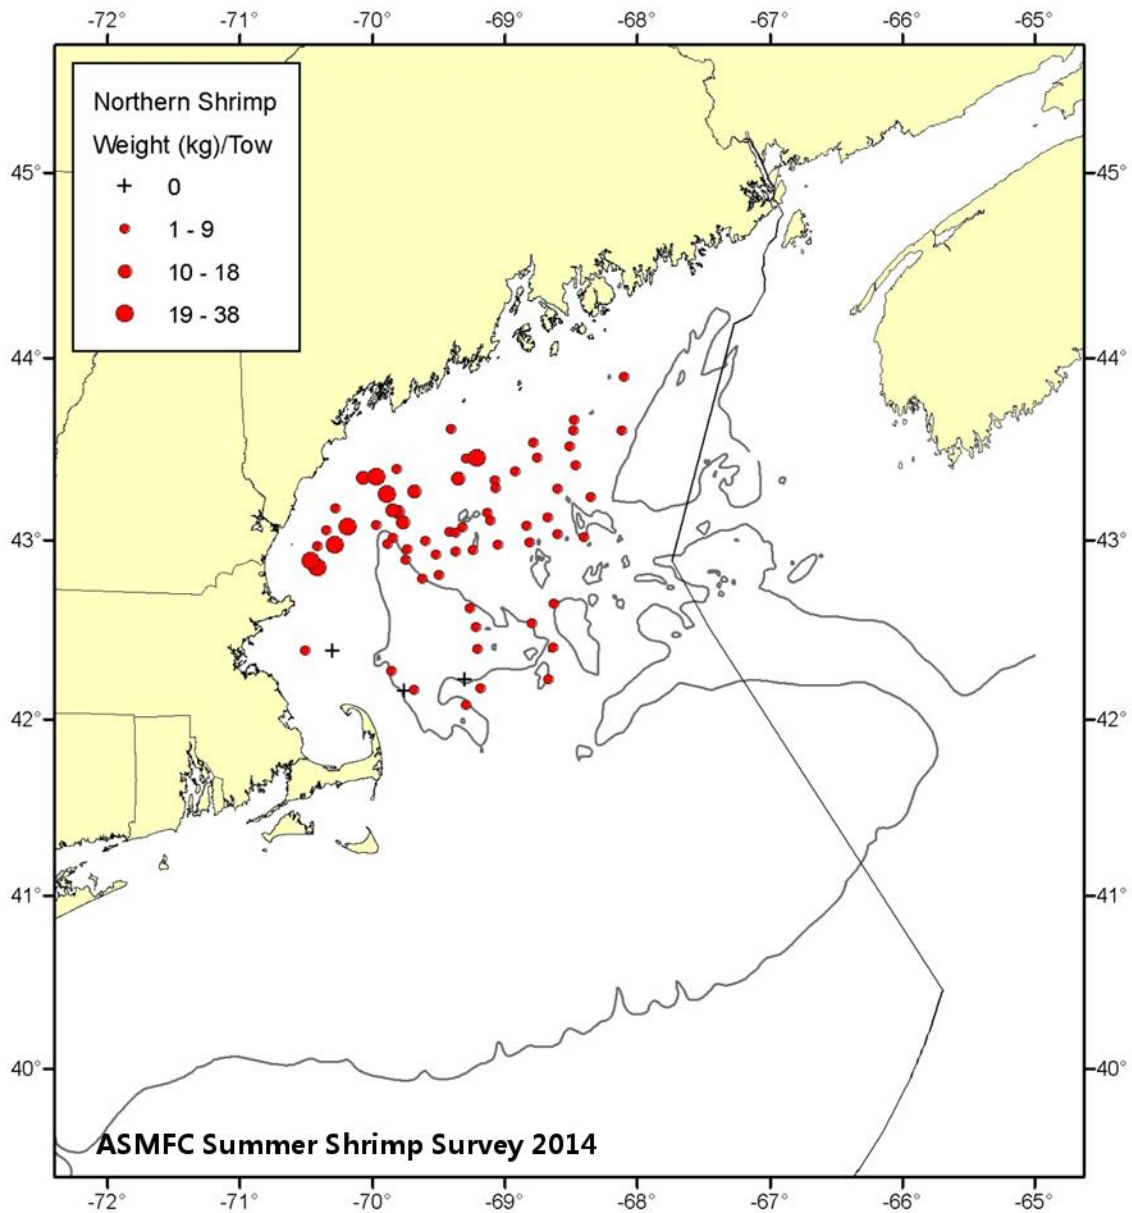 -72° -71° -70° -69° -68° -67° -66° -65°
Northern Shrimp
Weight (kg)/Tow
0
1 - 9
10 - 18
19 - 38
45° 45°
44° 44°
43° 43°
42° 42°
41° 41°
40° 40°
ASMFC Summer Shrimp Survey 2014
-72° -71° -70° -69° -68° -67° -66° -65°